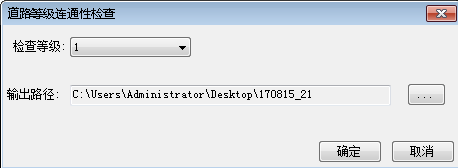 道路等级连通性检查
检查等级: 1
输出路径: C:\Users\Administrator\Desktop\170815_21 ...
确定 取消